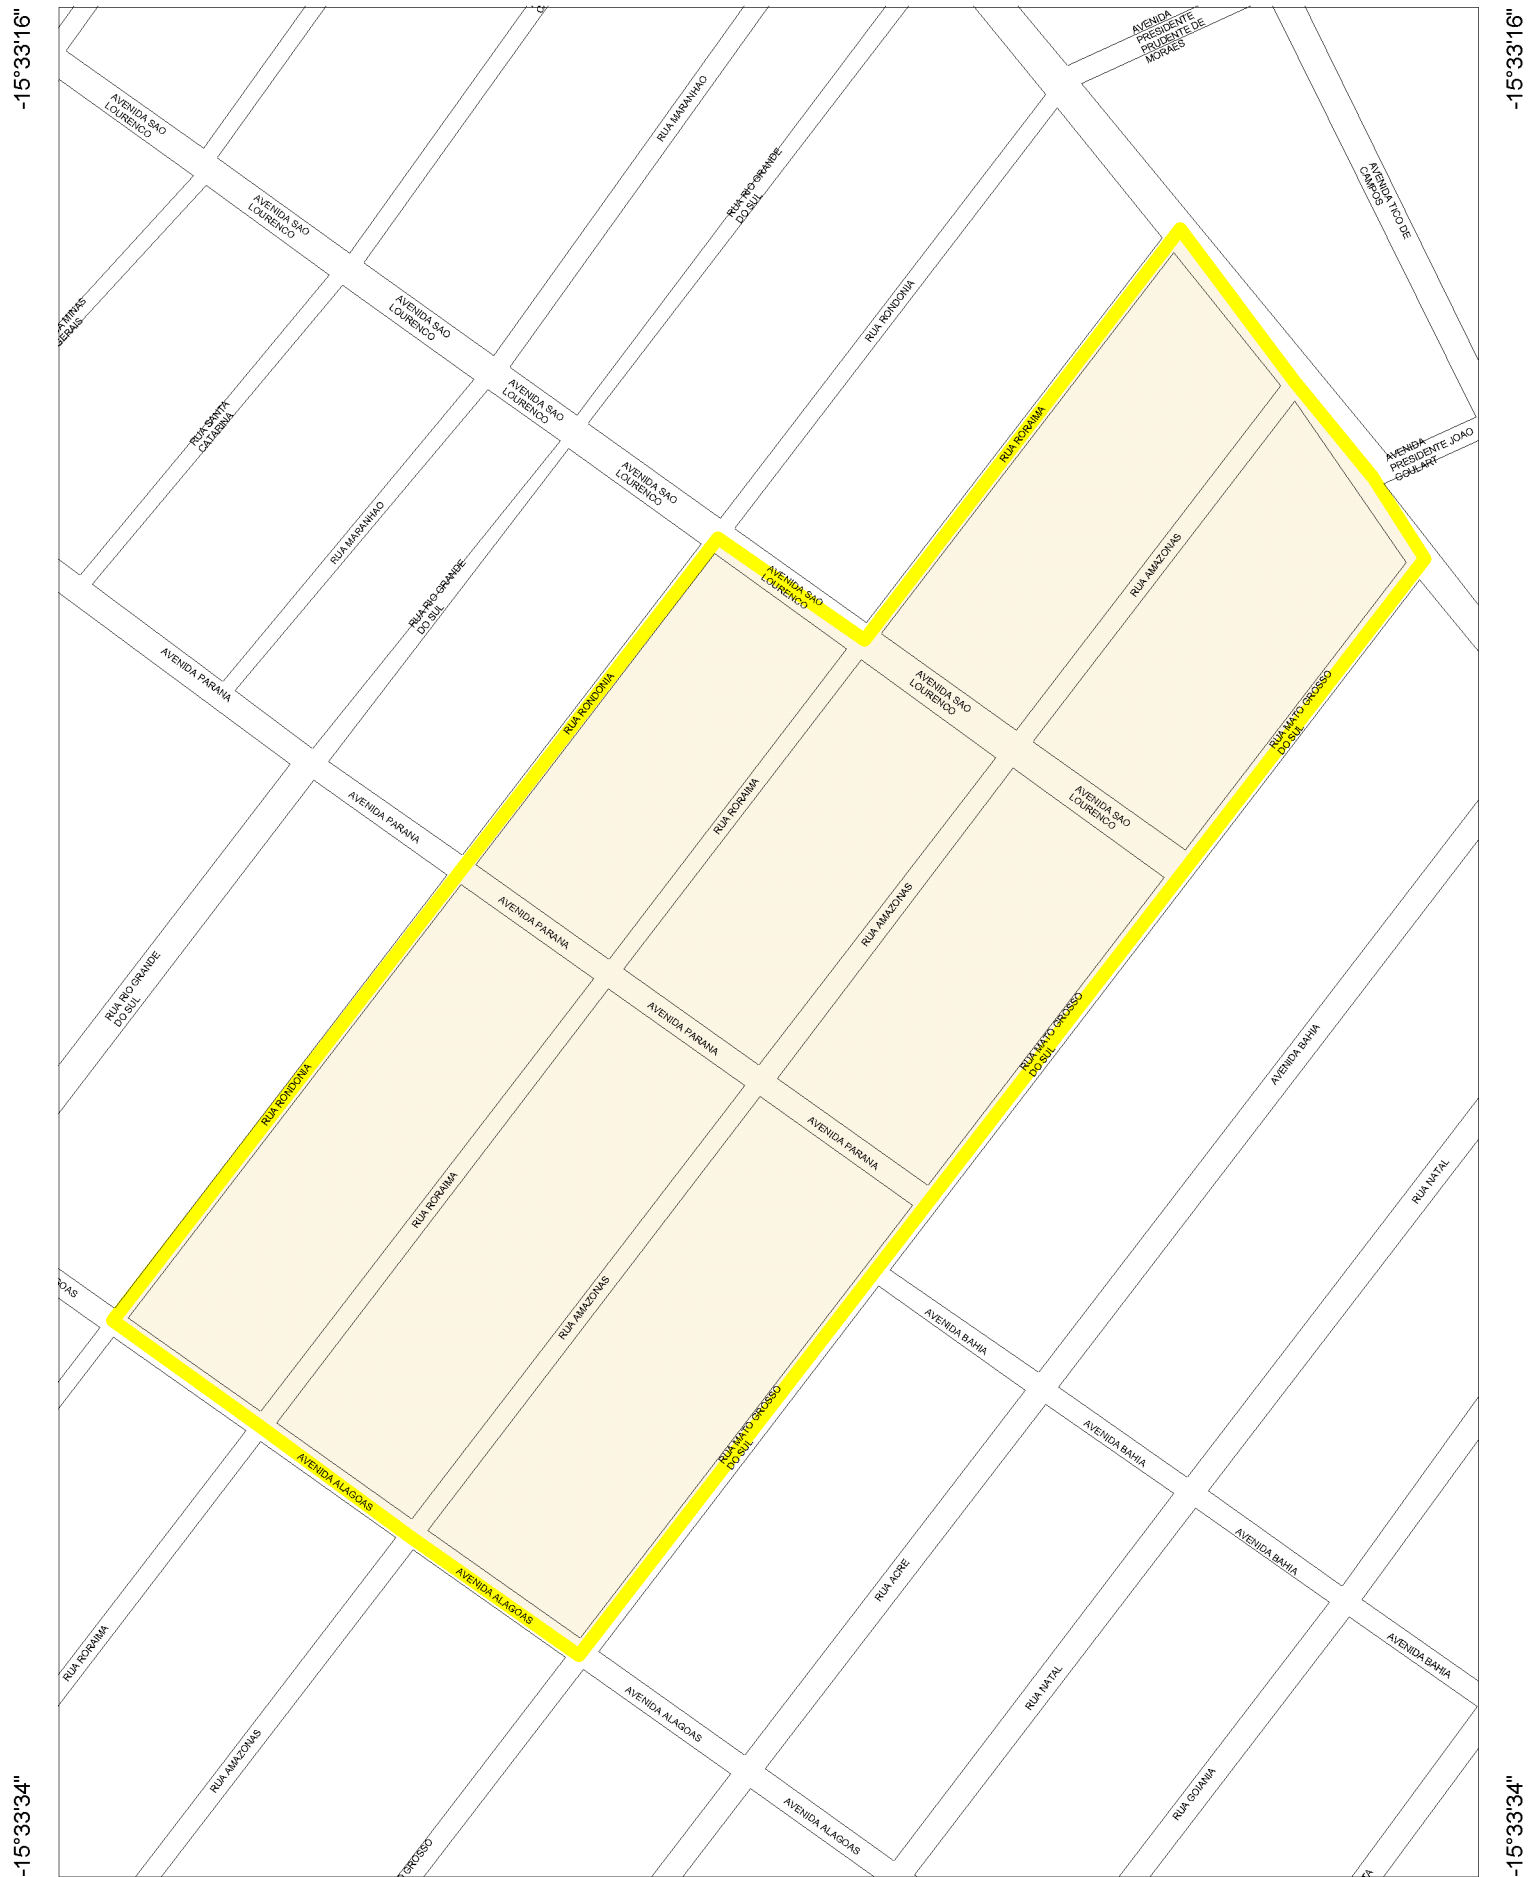 -15°33'16"
-15°33'16"
AVENIDA
PRESIDENTE
PRUDENTE DE
MORAES
AVENIDA SAO
LOURENCO
RUA MARANHAO
RUA RIO GRANDE
DO SUL
AVENIDA TICO DE
CAMPOS
AVENIDA SAO
LOURENCO
AVENIDA SAO
LOURENCO
RUA RONDONIA
A MINAS
GERAIS
AVENIDA SAO
LOURENCO
RUA SANTA
CATARINA
RUA RORAIMA
AVENIDA
PRESIDENTE JOAO
GOULART
AVENIDA SAO
LOURENCO
RUA MARANHAO
RUA RIO GRANDE
DO SUL
AVENIDA SAO
LOURENCO
RUA AMAZONAS
AVENIDA PARANA
RUA RONDONIA
AVENIDA SAO
LOURENCO
RUA MATO GROSSO
DO SUL
AVENIDA PARANA
RUA RORAIMA
AVENIDA SAO
LOURENCO
AVENIDA PARANA
RUA AMAZONAS
RUA RIO GRANDE
DO SUL
AVENIDA PARANA
RUA MATO GROSSO
DO SUL
AVENIDA BAHIA
RUA RONDONIA
AVENIDA PARANA
RUA RORAIMA
RUA NATAL
GOAS
RUA AMAZONAS
AVENIDA BAHIA
RUA MATO GROSSO
DO SUL
AVENIDA BAHIA
AVENIDA ALAGOAS
AVENIDA BAHIA
AVENIDA ALAGOAS
RUA ACRE
RUA RORAIMA
AVENIDA BAHIA
RUA NATAL
AVENIDA ALAGOAS
RUA AMAZONAS
RUA GOIANIA
AVENIDA ALAGOAS
O GROSSO
TA
-15°33'34"
-15°33'34"